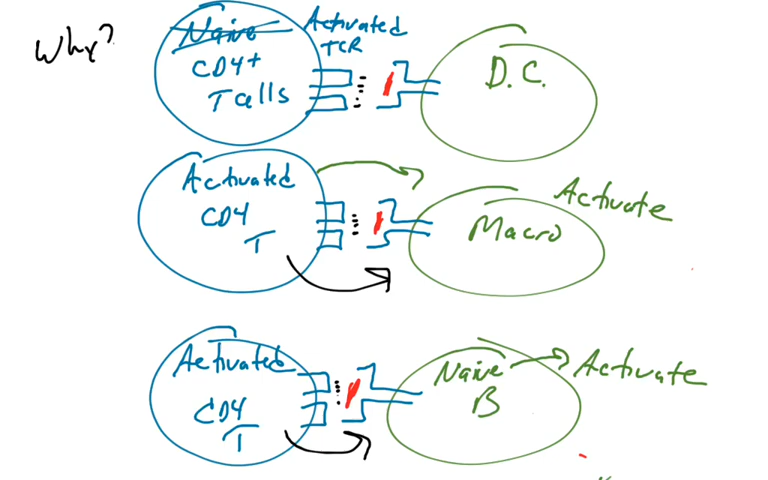 Why?
Naive
CD4+
T cells
Activated
TCR
D.C.
Activated
CD4
T
Macro
Activate
Activated
CD4
T
Naive
B
Activate